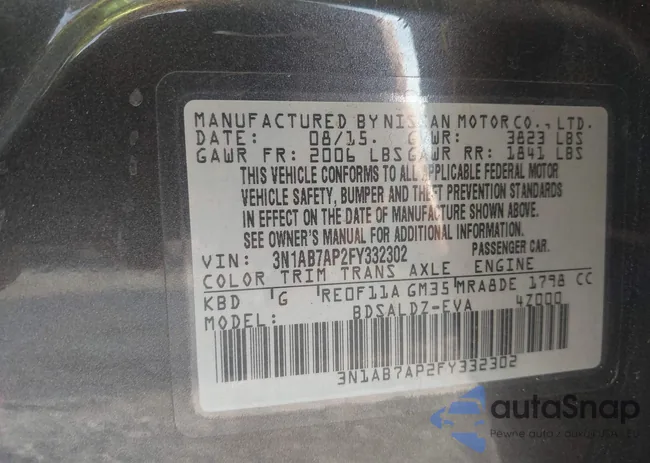 MANUFACTURED BY NISSAN MOTOR CO., LTD.
DATE: 08/15. GVWR: 3823 LBS
GAWR FR: 2006 LBS GAWR RR: 1841 LBS
THIS VEHICLE CONFORMS TO ALL APPLICABLE FEDERAL MOTOR
VEHICLE SAFETY, BUMPER AND THEFT PREVENTION STANDARDS
IN EFFECT ON THE DATE OF MANUFACTURE SHOWN ABOVE.
SEE OWNER'S MANUAL FOR ADDITIONAL INFORMATION.
VIN: 3N1AB7AP2FY332302 PASSENGER CAR.
COLOR TRIM TRANS AXLE ENGINE
KBD G RE0F11A GM35 MRA8DE 1798 CC
MODEL: BDSALDZ-EVA 4Z000
3N1AB7AP2FY332302
autoSnap